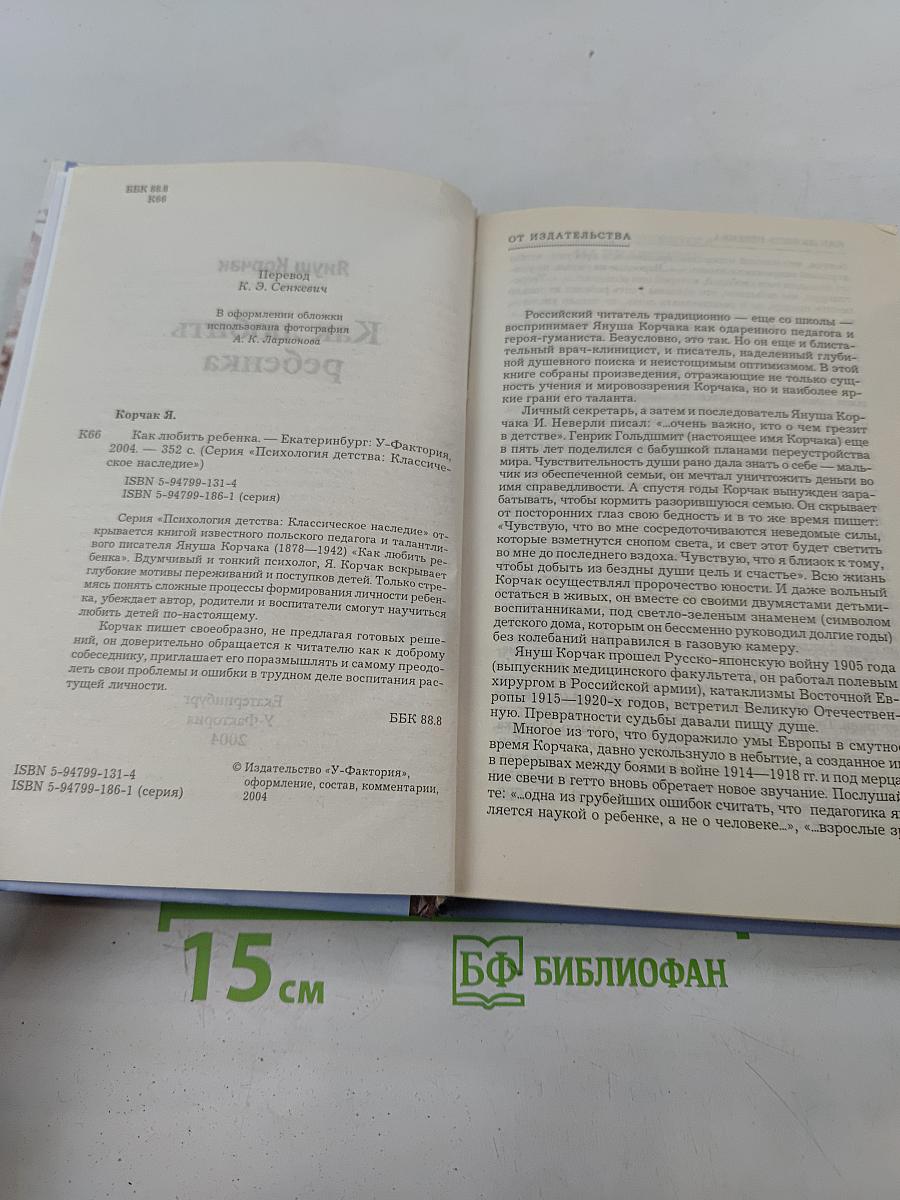 ББК 88.8
К66
Перевод
К. Э. Сенкевич
В оформлении обложки
использована фотография
А. К. Ларионова
Корчак Я.
К66 Как любить ребенка. — Екатеринбург: У-Фактория,
2004. — 352 с. (Серия «Психология детства: Классиче-
ское наследие»)
ISBN 5-94799-131-4
ISBN 5-94799-186-1 (серия)
Серия «Психология детства: Классическое наследие» от-
крывается книгой известного польского педагога и талантли-
вого писателя Януша Корчака (1878—1942) «Как любить ре-
бенка». Вдумчивый и тонкий психолог, Я. Корчак вскрывает
глубокие мотивы переживаний и поступков детей. Только стре-
мясь понять сложные процессы формирования личности ребен-
ка, убеждает автор, родители и воспитатели смогут научиться
любить детей по-настоящему.
Корчак пишет своеобразно, не предлагая готовых реше-
ний, он доверительно обращается к читателю как к доброму
собеседнику, приглашает его поразмышлять и самому преодо-
леть свои проблемы и ошибки в трудном деле воспитания рас-
тущей личности.
ББК 88.8
ISBN 5-94799-131-4
ISBN 5-94799-186-1 (серия)
© Издательство «У-Фактория»,
оформление, состав, комментарии,
2004
ОТ ИЗДАТЕЛЬСТВА
Российский читатель традиционно — еще со школы —
воспринимает Януша Корчака как одаренного педагога и
героя-гуманиста. Безусловно, это так. Но он еще и блиста-
тельный врач-клиницист, и писатель, наделенный глуби-
ной душевного поиска и неистощимым оптимизмом. В этой
книге собраны произведения, отражающие не только сущ-
ность учения и мировоззрения Корчака, но и наиболее яр-
кие грани его таланта.
Личный секретарь, а затем и последователь Януша Кор-
чака И. Неверли писал: «...очень важно, кто о чем грезит
в детстве». Генрик Гольдшмит (настоящее имя Корчака) еще
в пять лет поделился с бабушкой планами переустройства
мира. Чувствительность души рано дала знать о себе — маль-
чик из обеспеченной семьи, он мечтал уничтожить деньги во
имя справедливости. А спустя годы Корчак вынужден зара-
батывать, чтобы кормить разорившуюся семью. Он скрывает
от посторонних глаз свою бедность и в то же время пишет:
«Чувствую, что во мне сосредоточиваются неведомые силы,
которые взметнутся снопом света, и свет этот будет светить
во мне до последнего вздоха. Чувствую, что я близок к тому,
чтобы добыть из бездны души цель и счастье». Всю жизнь
Корчак осуществлял пророчество юности. И даже вольный
остаться в живых, он вместе со своими двумястами детьми-
воспитанниками, под светло-зеленым знаменем (символом
детского дома, которым он бессменно руководил долгие годы)
без колебаний направился в газовую камеру.
Януш Корчак прошел Русско-японскую войну 1905 года
(выпускник медицинского факультета, он работал полевым
хирургом в Российской армии), катаклизмы Восточной Ев-
ропы 1915—1920-х годов, встретил Великую Отечествен-
ную. Превратности судьбы давали пищу душе.
Многое из того, что будоражило умы Европы в смутное
время Корчака, давно ускользнуло в небытие, а созданное и
в перерывах между боями в войне 1914—1918 гг. и под мерца-
ние свечи в гетто вновь обретает новое звучание. Послушай-
те: «...одна из грубейших ошибок считать, что педагогика яв
ляется наукой о ребенке, а не о человеке...», «...взрослые
15 см
БФ БИБЛИОФАН